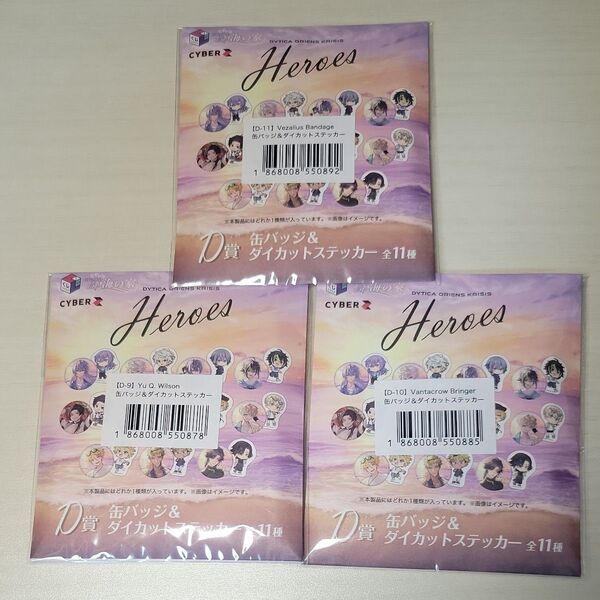 の家
DYTICA ORIENS KRISIS
CYBER Z
Heroes
【D-11】Vezalius Bandage
缶バッジ&ダイカットステッカー
1 868008 550892
※本製品にはどれか1種類が入っています。 ※画像はイメージです。
D賞 缶バッジ&
ダイカットステッカー 全11種
の家
DYTICA ORIENS KRISIS
CYBER Z
Heroes
【D-9】Yu Q. Wilson
缶バッジ&ダイカットステッカー
1 868008 550878
※本製品にはどれか1種類が入っています。 ※画像はイメージです。
D賞 缶バッジ&
ダイカットステッカー 全11種
の家
DYTICA ORIENS KRISIS
CYBER Z
Heroes
【D-10】Vantacrow Bringer
缶バッジ&ダイカットステッカー
1 868008 550885
※本製品にはどれか1種類が入っています。 ※画像はイメージです。
D賞 缶バッジ&
ダイカットステッカー 全11種